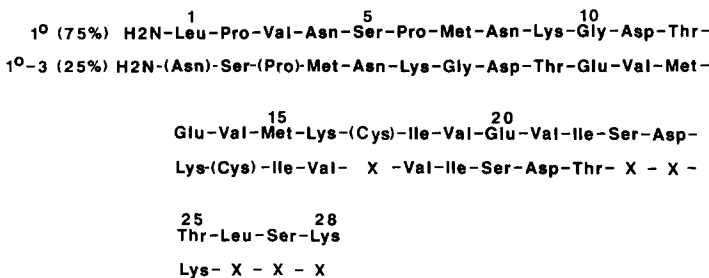 1 5 10
1º (75%) H2N-Leu-Pro-Val-Asn-Ser-Pro-Met-Asn-Lys-Gly-Asp-Thr-
1º-3 (25%) H2N-(Asn)-Ser-(Pro)-Met-Asn-Lys-Gly-Asp-Thr-Glu-Val-Met-
15 20
Glu-Val-Met-Lys-(Cys)-Ile-Val-Glu-Val-Ile-Ser-Asp-
Lys-(Cys)-Ile-Val- X -Val-Ile-Ser-Asp-Thr- X - X -
25 28
Thr-Leu-Ser-Lys
Lys- X - X - X